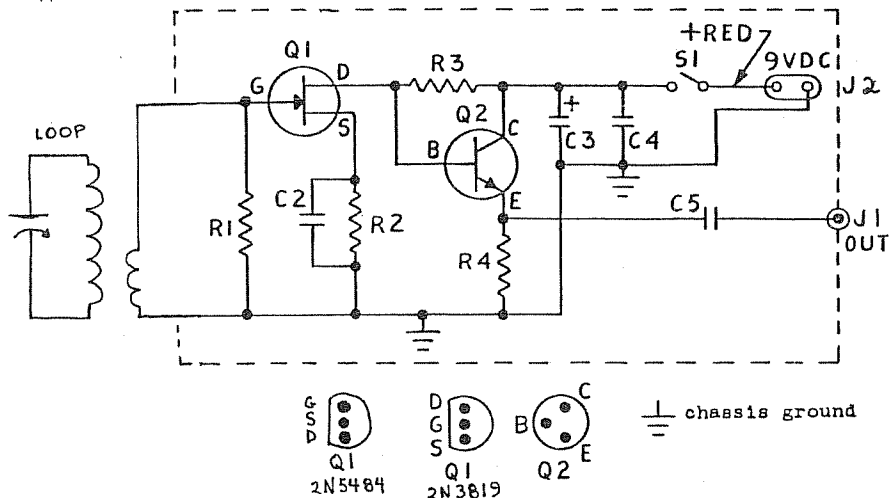 +RED
9VDC
Q1
S1
D
R3
J2
G
Q2
LOOP
S
C
+
C3
C4
B
C2
E
C5
R1
R2
J1
OUT
R4
G
S
D
Q1
2N5484
D
G
S
Q1
2N3819
C
B
E
Q2
chassis ground